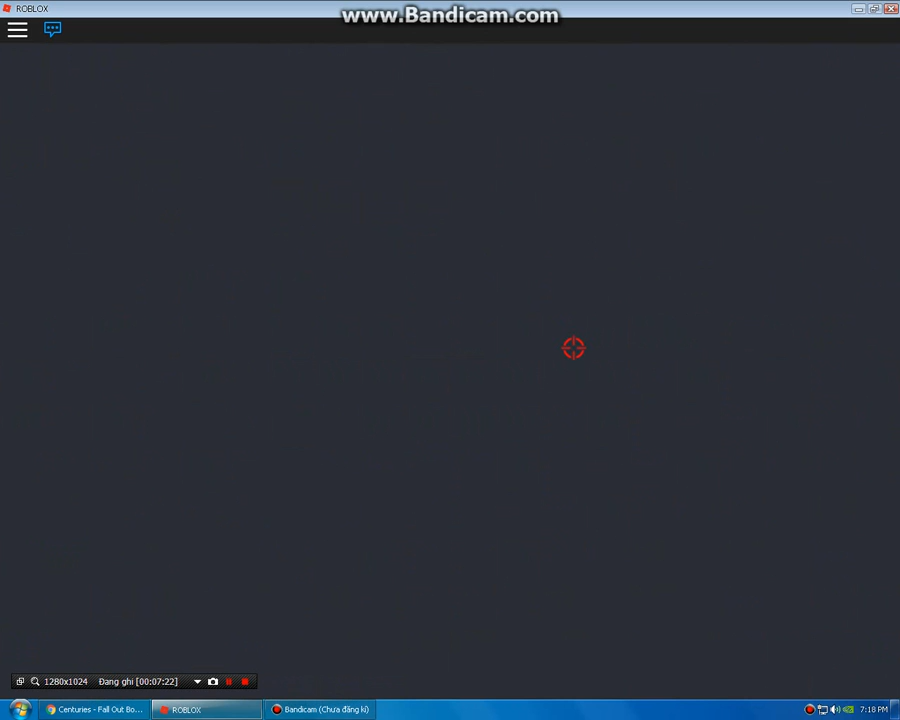 ROBLOX
www.Bandicam.com
1280x1024 Đang ghi [00:07:22]
Centuries - Fall Out Bo...
ROBLOX
Bandicam (Chưa đăng kí)
7:18 PM